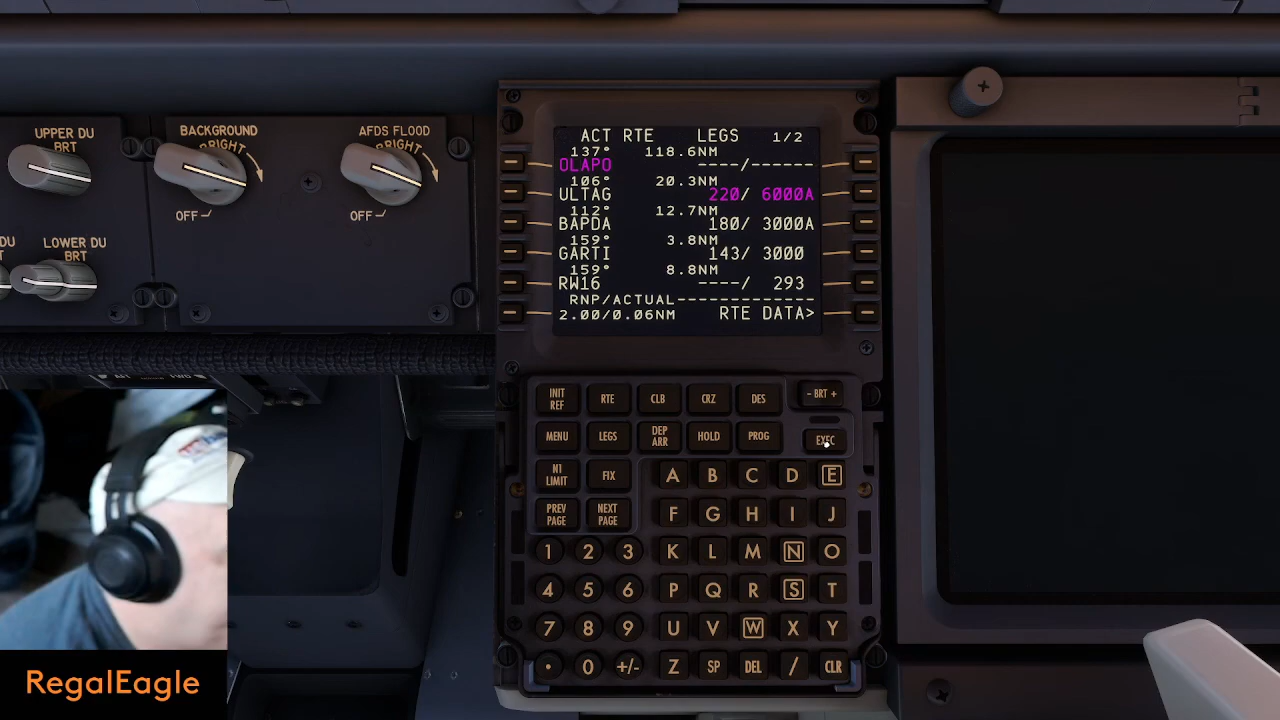 UPPER DU
BRT
BACKGROUND
BRIGHT
OFF
AFDS FLOOD
BRIGHT
OFF
DU
T
LOWER DU
BRT
ACT RTE LEGS 1/2
137° 118.6NM
OLAPO ----/------
106° 20.3NM
ULTAG 220/ 6000A
112° 12.7NM
BAPDA 180/ 3000A
159° 3.8NM
GARTI 143/ 3000
159° 8.8NM
RW16 ----/ 293
RNP/ACTUAL--------------
2.00/0.06NM RTE DATA>
INIT REF RTE CLB CRZ DES - BRT +
MENU LEGS DEP ARR HOLD PROG EXEC
N1 LIMIT FIX A B C D E
PREV PAGE NEXT PAGE F G H I J
1 2 3 K L M N O
4 5 6 P Q R S T
7 8 9 U V W X Y
. 0 +/- Z SP DEL / CLR
RegalEagle